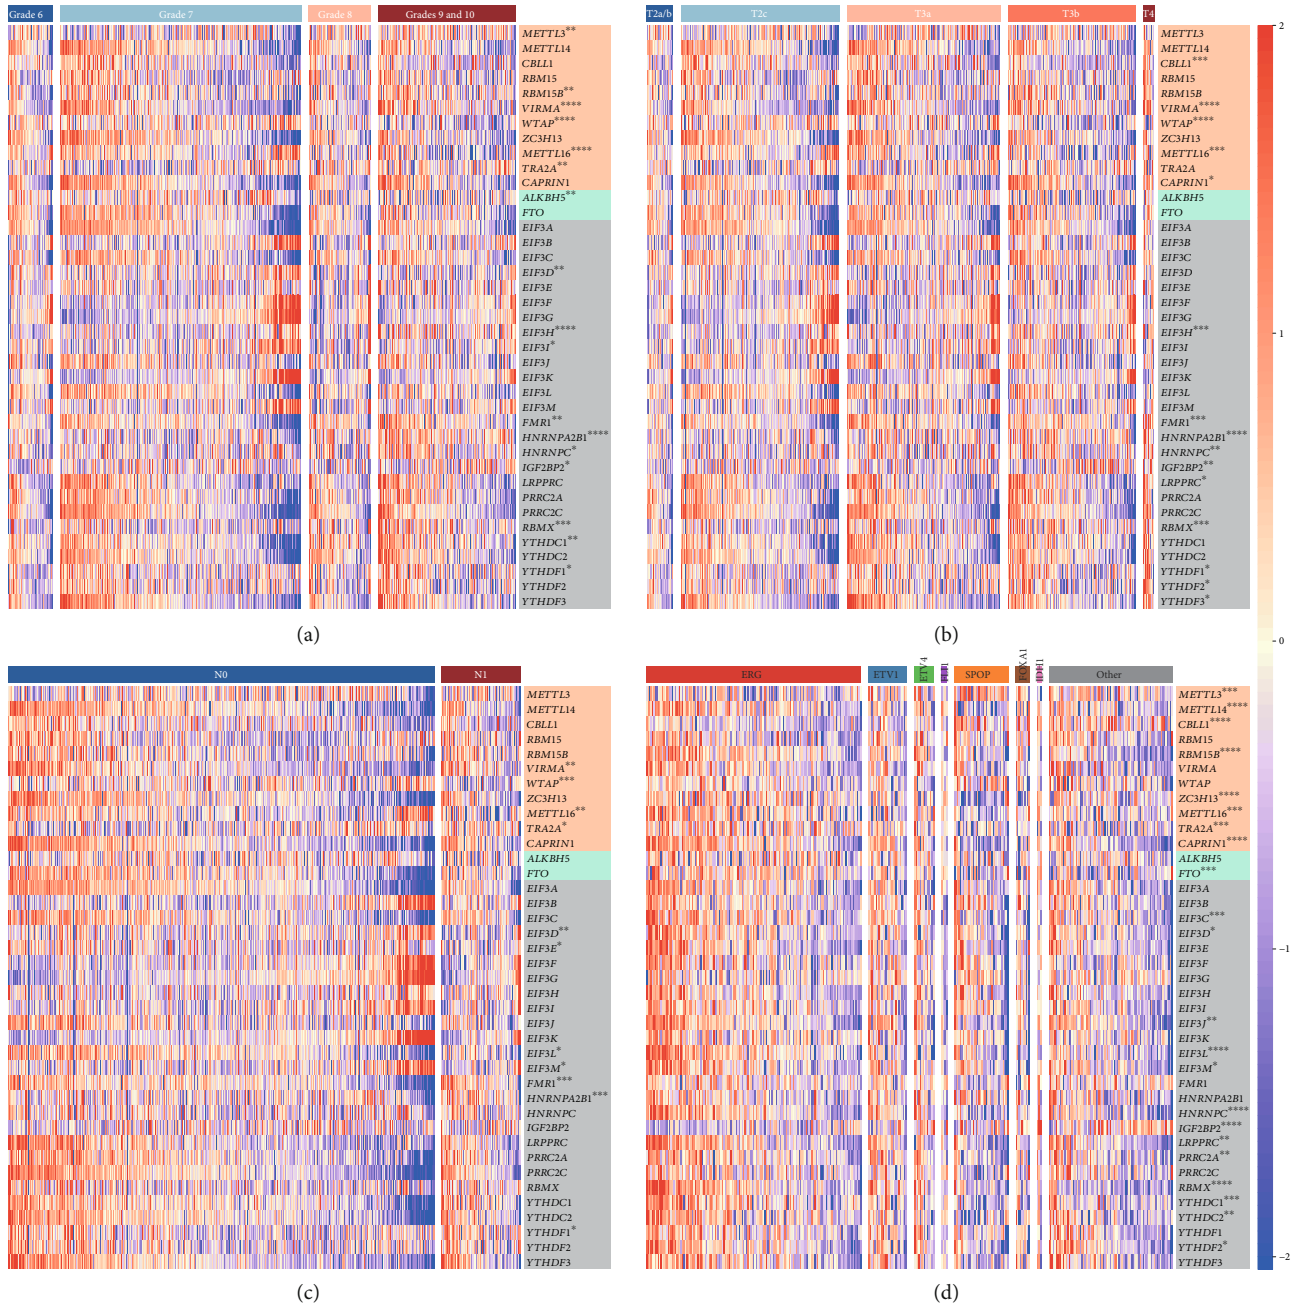 Grade 6 Grade 7 Grade 8 Grades 9 and 10
METTL3**
METTL14
CBLL1
RBM15
RBM15B**
VIRMA****
WTAP****
ZC3H13
METTL16****
TRA2A**
CAPRIN1
ALKBH5**
FTO
EIF3A
EIF3B
EIF3C
EIF3D**
EIF3E
EIF3F
EIF3G
EIF3H****
EIF3I*
EIF3J
EIF3K
EIF3L
EIF3M
FMR1**
HNRNPA2B1****
HNRNPC*
IGF2BP2*
LRPPRC
PRRC2A
PRRC2C
RBMX***
YTHDC1**
YTHDC2
YTHDF1*
YTHDF2
YTHDF3
(a)
T2a/b T2c T3a T3b T4
METTL3
METTL14
CBLL1***
RBM15
RBM15B
VIRMA****
WTAP****
ZC3H13
METTL16***
TRA2A
CAPRIN1*
ALKBH5
FTO
EIF3A
EIF3B
EIF3C
EIF3D
EIF3E
EIF3F
EIF3G
EIF3H***
EIF3I
EIF3J
EIF3K
EIF3L
EIF3M
FMR1***
HNRNPA2B1****
HNRNPC**
IGF2BP2**
LRPPRC*
PRRC2A
PRRC2C
RBMX***
YTHDC1
YTHDC2
YTHDF1*
YTHDF2*
YTHDF3*
(b)
2
1
0
−1
−2
N0 N1
METTL3
METTL14
CBLL1
RBM15
RBM15B
VIRMA**
WTAP***
ZC3H13
METTL16**
TRA2A*
CAPRIN1
ALKBH5
FTO
EIF3A
EIF3B
EIF3C
EIF3D**
EIF3E*
EIF3F
EIF3G
EIF3H
EIF3I
EIF3J
EIF3K
EIF3L*
EIF3M*
FMR1***
HNRNPA2B1***
HNRNPC
IGF2BP2
LRPPRC
PRRC2A
PRRC2C
RBMX
YTHDC1
YTHDC2
YTHDF1*
YTHDF2
YTHDF3
(c)
ERG ETV1 ETV4 FLI1 SPOP FOXA1 IDH1 Other
METTL3***
METTL14****
CBLL1****
RBM15
RBM15B****
VIRMA
WTAP
ZC3H13****
METTL16***
TRA2A***
CAPRIN1****
ALKBH5
FTO***
EIF3A
EIF3B
EIF3C***
EIF3D*
EIF3E
EIF3F
EIF3G
EIF3H
EIF3I
EIF3J**
EIF3K
EIF3L****
EIF3M*
FMR1
HNRNPA2B1
HNRNPC****
IGF2BP2****
LRPPRC**
PRRC2A**
PRRC2C
RBMX****
YTHDC1***
YTHDC2**
YTHDF1
YTHDF2*
YTHDF3
(d)